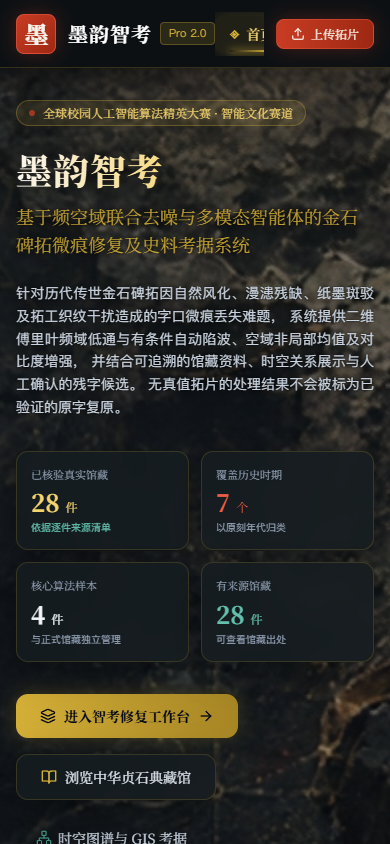 墨 墨韵智考 Pro 2.0 首 上传拓片
全球校园人工智能算法精英大赛 · 智能文化赛道
墨韵智考
基于频空域联合去噪与多模态智能体的金石
碑拓微痕修复及史料考据系统
针对历代传世金石碑拓因自然风化、漫漶残缺、纸墨斑驳
及拓工织纹干扰造成的字口微痕丢失难题， 系统提供二维
傅里叶频域低通与有条件自动陷波、空域非局部均值及对
比度增强， 并结合可追溯的馆藏资料、时空关系展示与人
工确认的残字候选。 无真值拓片的处理结果不会被标为已
验证的原字复原。
已核验真实馆藏
28 件
依据逐件来源清单
覆盖历史时期
7 个
以原刻年代归类
核心算法样本
4 件
与正式馆藏独立管理
有来源馆藏
28 件
可查看馆藏出处
进入智考修复工作台
浏览中华贞石典藏馆
时空图谱与 GIS 考据